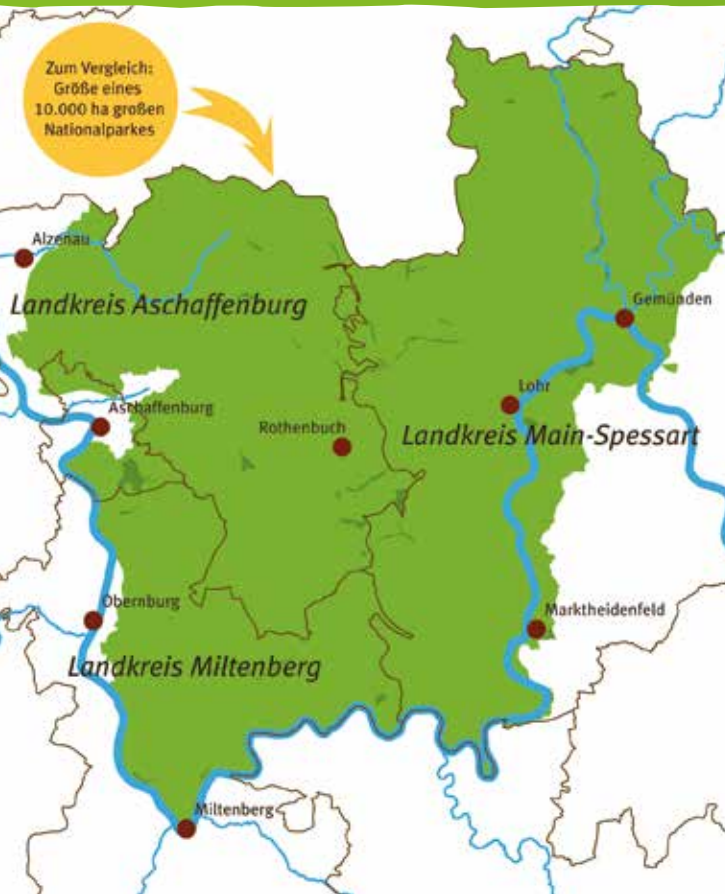 Zum Vergleich:
Größe eines
10.000 ha großen
Nationalparkes
Alzenau
Landkreis Aschaffenburg
Gemünden
Lohr
Aschaffenburg
Rothenbuch
Landkreis Main-Spessart
Obernburg
Marktheidenfeld
Landkreis Miltenberg
Miltenberg